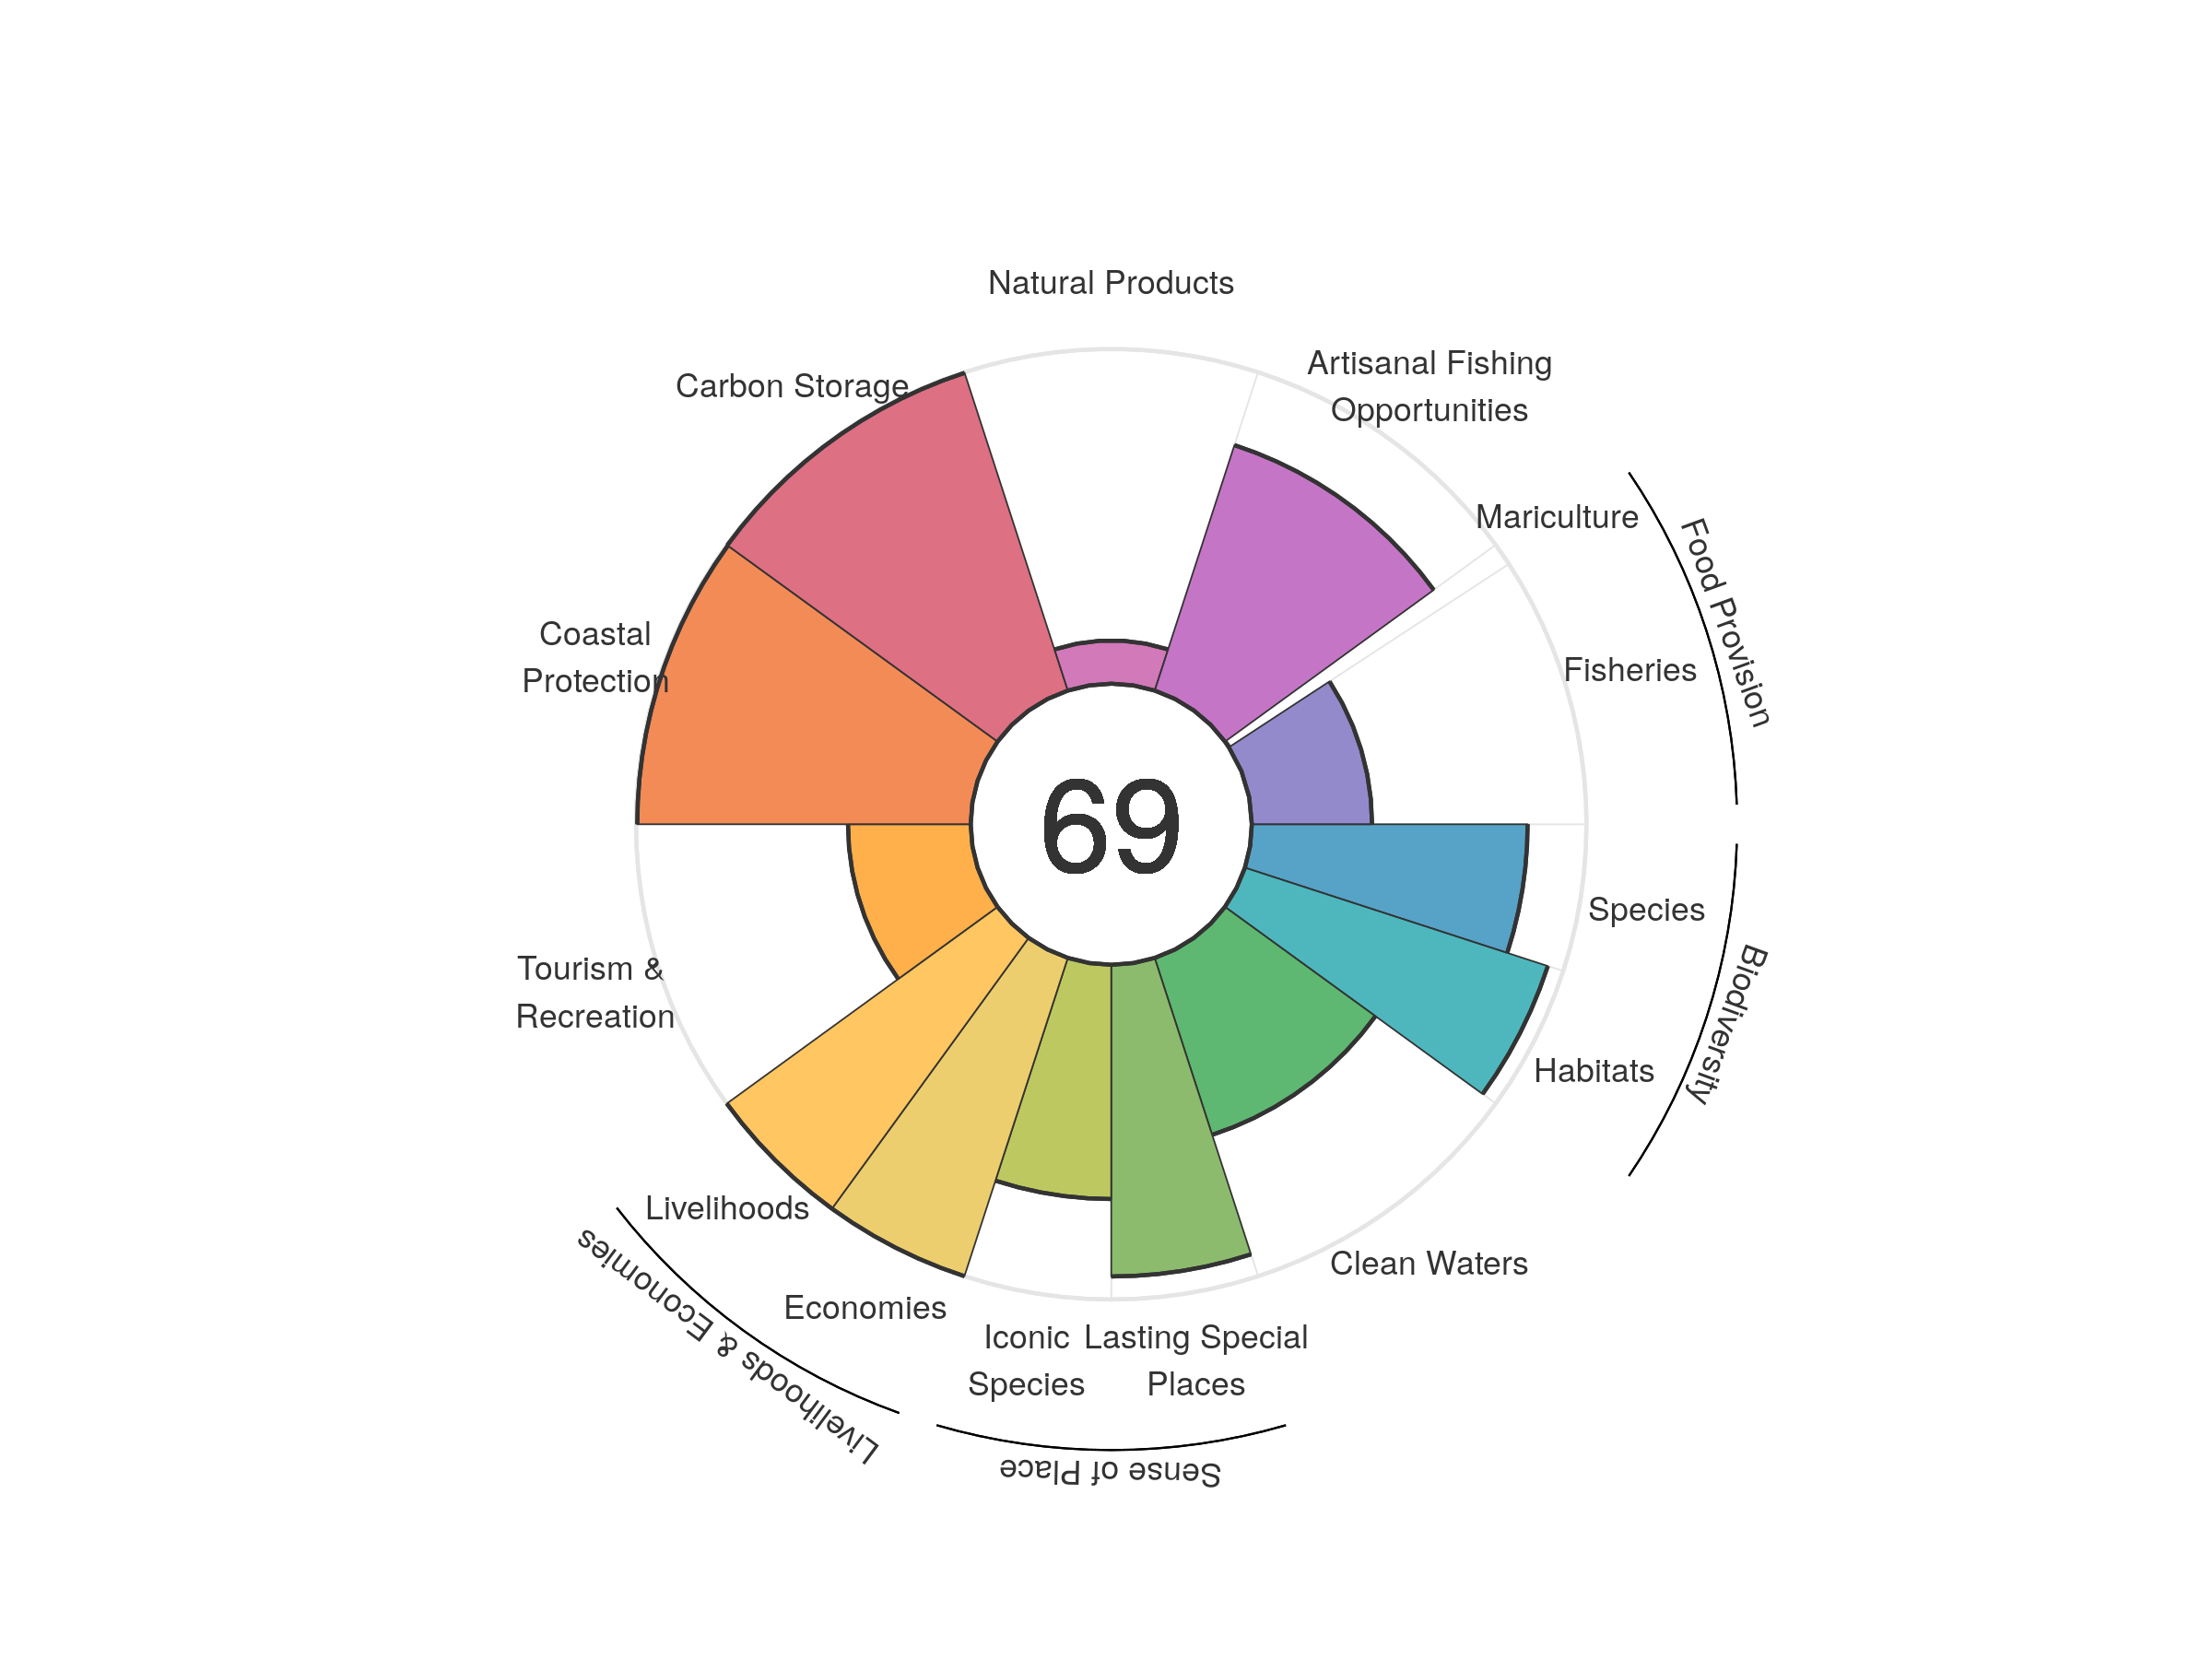 Natural Products
Artisanal Fishing
Opportunities
Carbon Storage
Mariculture
Food Provision
Coastal
Protection
Fisheries
69
Species
Biodiversity
Tourism &
Recreation
Habitats
Livelihoods
Clean Waters
Livelihoods & Economies
Economies
Iconic
Species
Lasting Special
Places
Sense of Place